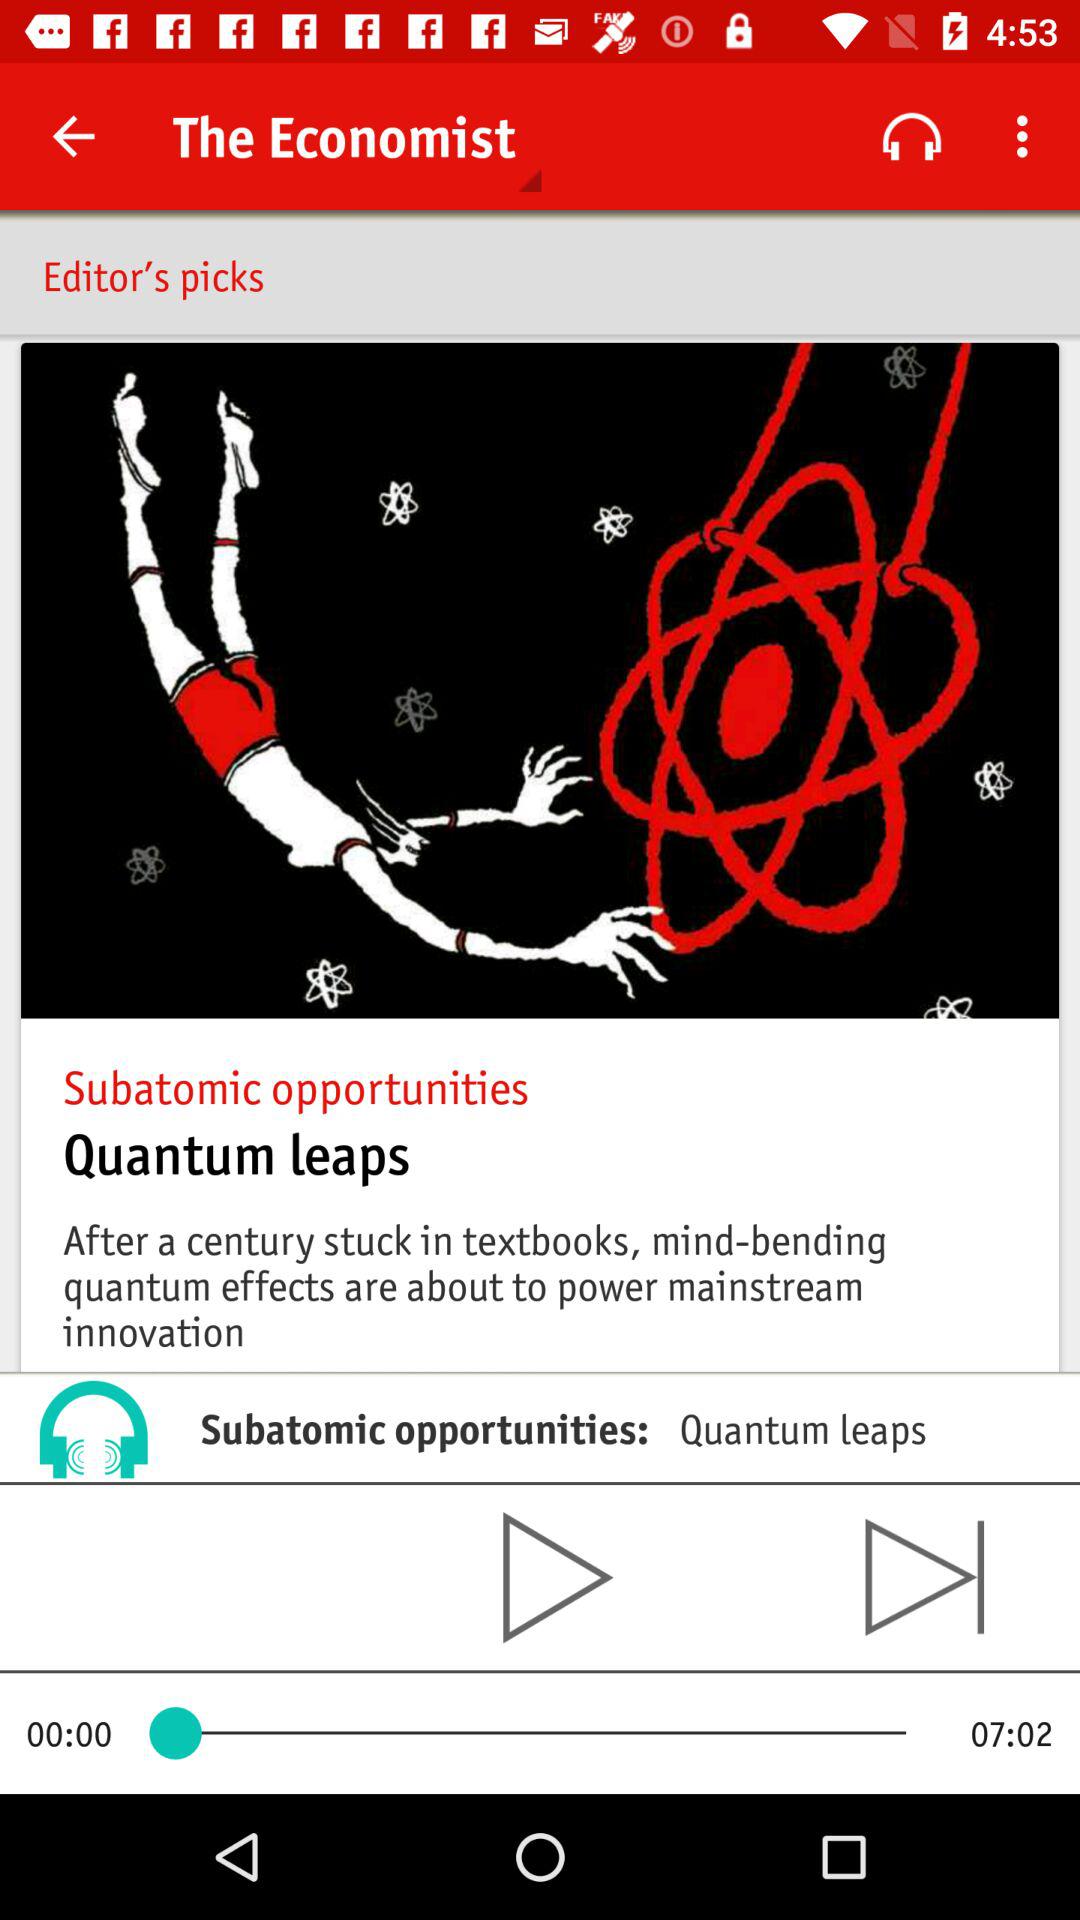 FAKE
4:53
The Economist
Editor's picks
Subatomic opportunities
Quantum leaps
After a century stuck in textbooks, mind-bending
quantum effects are about to power mainstream
innovation
Subatomic opportunities: Quantum leaps
00:00
07:02